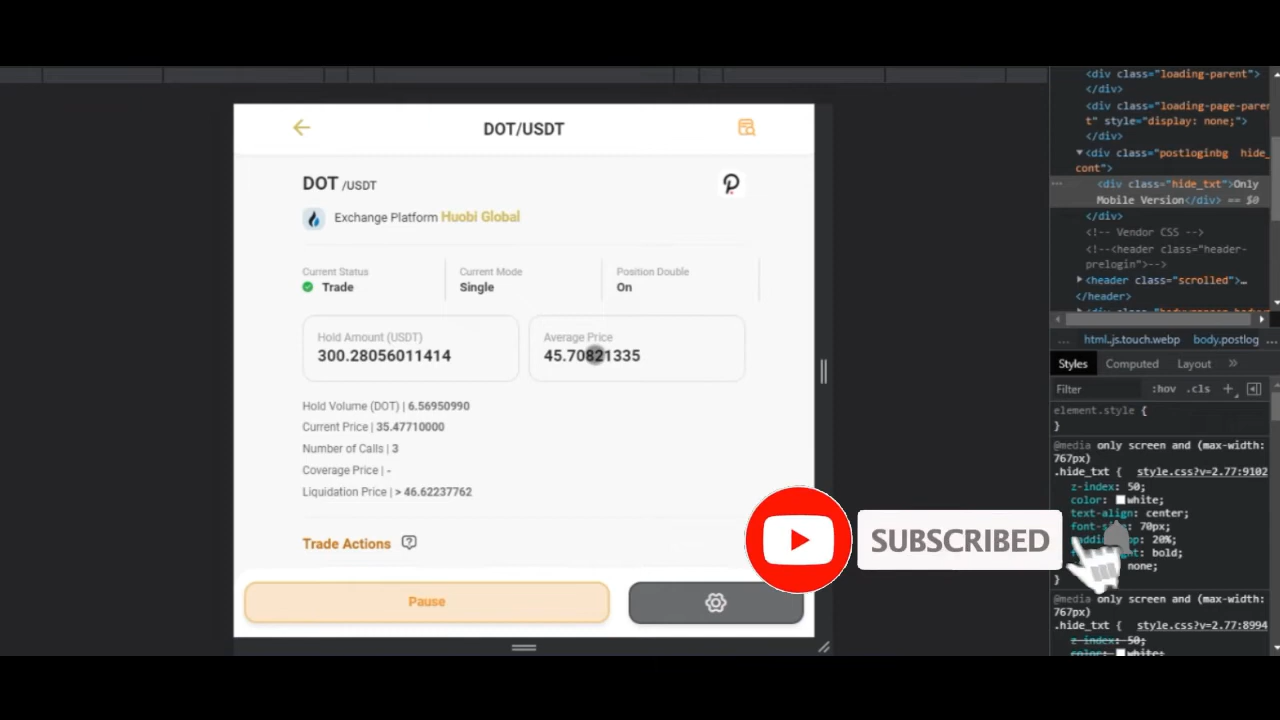 DOT/USDT
DOT /USDT
Exchange Platform Huobi Global
Current Status
Trade
Current Mode
Single
Position Double
On
Hold Amount (USDT)
300.28056011414
Average Price
45.70821335
Hold Volume (DOT) | 6.56950990
Current Price | 35.47710000
Number of Calls | 3
Coverage Price | -
Liquidation Price | > 46.62237762
Trade Actions
Pause
SUBSCRIBED
<div class="loading-parent">
</div>
<div class="loading-page-paren
t" style="display: none;">
</div>
▼<div class="postloginbg hide_
cont">
<div class="hide_txt">Only
Mobile Version</div> == $0
</div>
<!-- Vendor CSS -->
<!--<header class="header-
prelogin">-->
▶<header class="scrolled">…
</header>
... html.js.touch.webp body.postlog ...
Styles Computed Layout »
Filter :hov .cls +
element.style {
}
@media only screen and (max-width:
767px)
.hide_txt { style.css?v=2.77:9102
z-index: 50;
color: white;
text-align: center;
font-size: 70px;
20%;
bold;
none;
}
@media only screen and (max-width:
767px)
.hide_txt { style.css?v=2.77:8994
z-index: 50;
color: white;